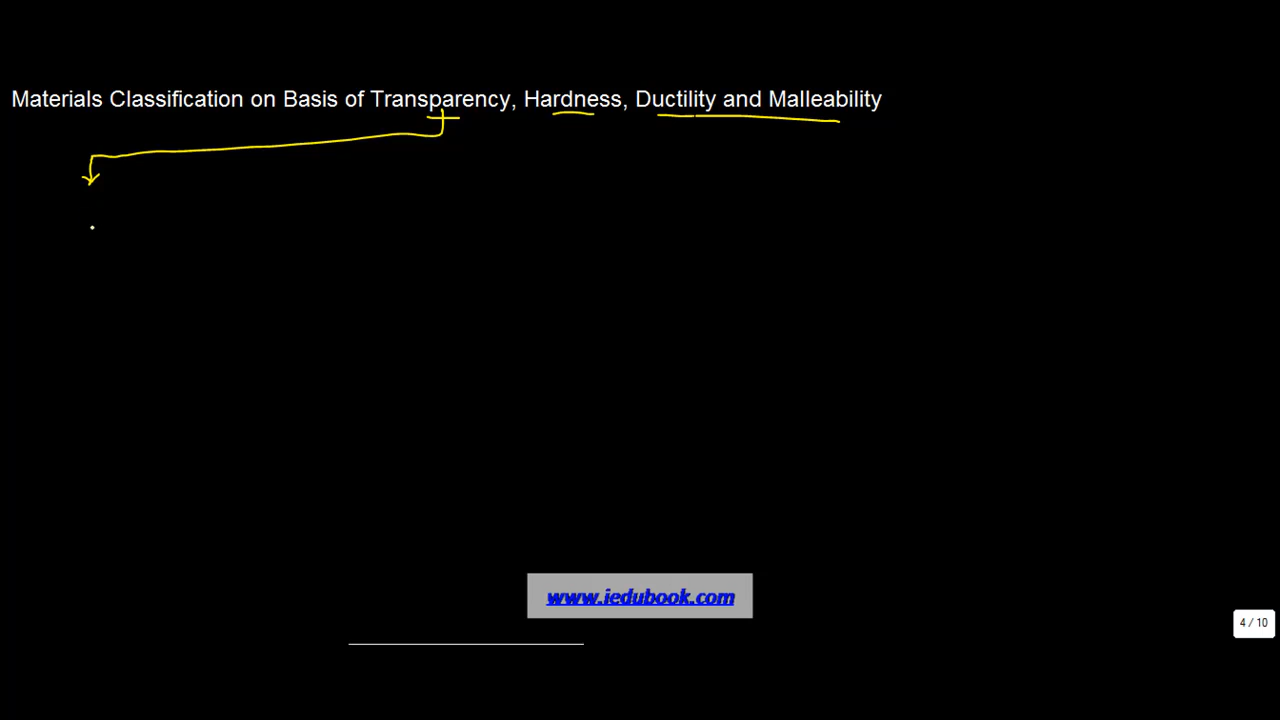 Materials Classification on Basis of Transparency, Hardness, Ductility and Malleability
www.iedubook.com
4 / 10